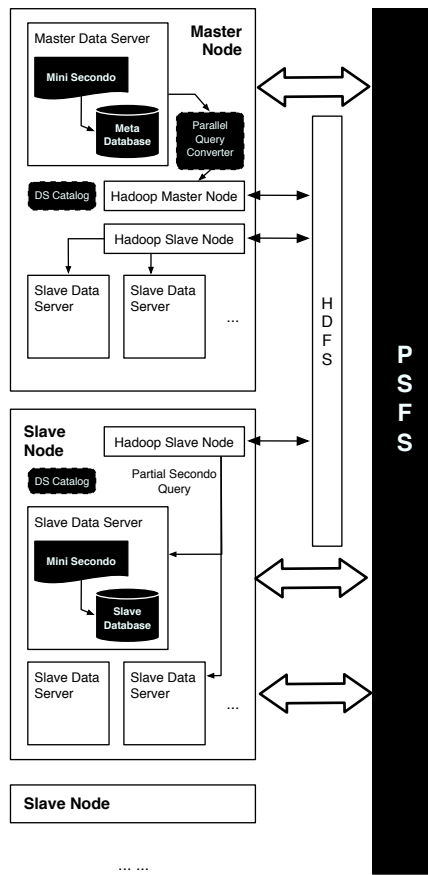 Master Data Server
Master
Node
Mini Secondo
Meta
Database
Parallel
Query
Converter
DS Catalog
Hadoop Master Node
Hadoop Slave Node
Slave Data
Server
Slave Data
Server
...
Slave
Node
Hadoop Slave Node
DS Catalog
Partial Secondo
Query
Slave Data Server
Mini Secondo
Slave
Database
Slave Data
Server
Slave Data
Server
...
Slave Node
... ...
H
D
F
S
P
S
F
S